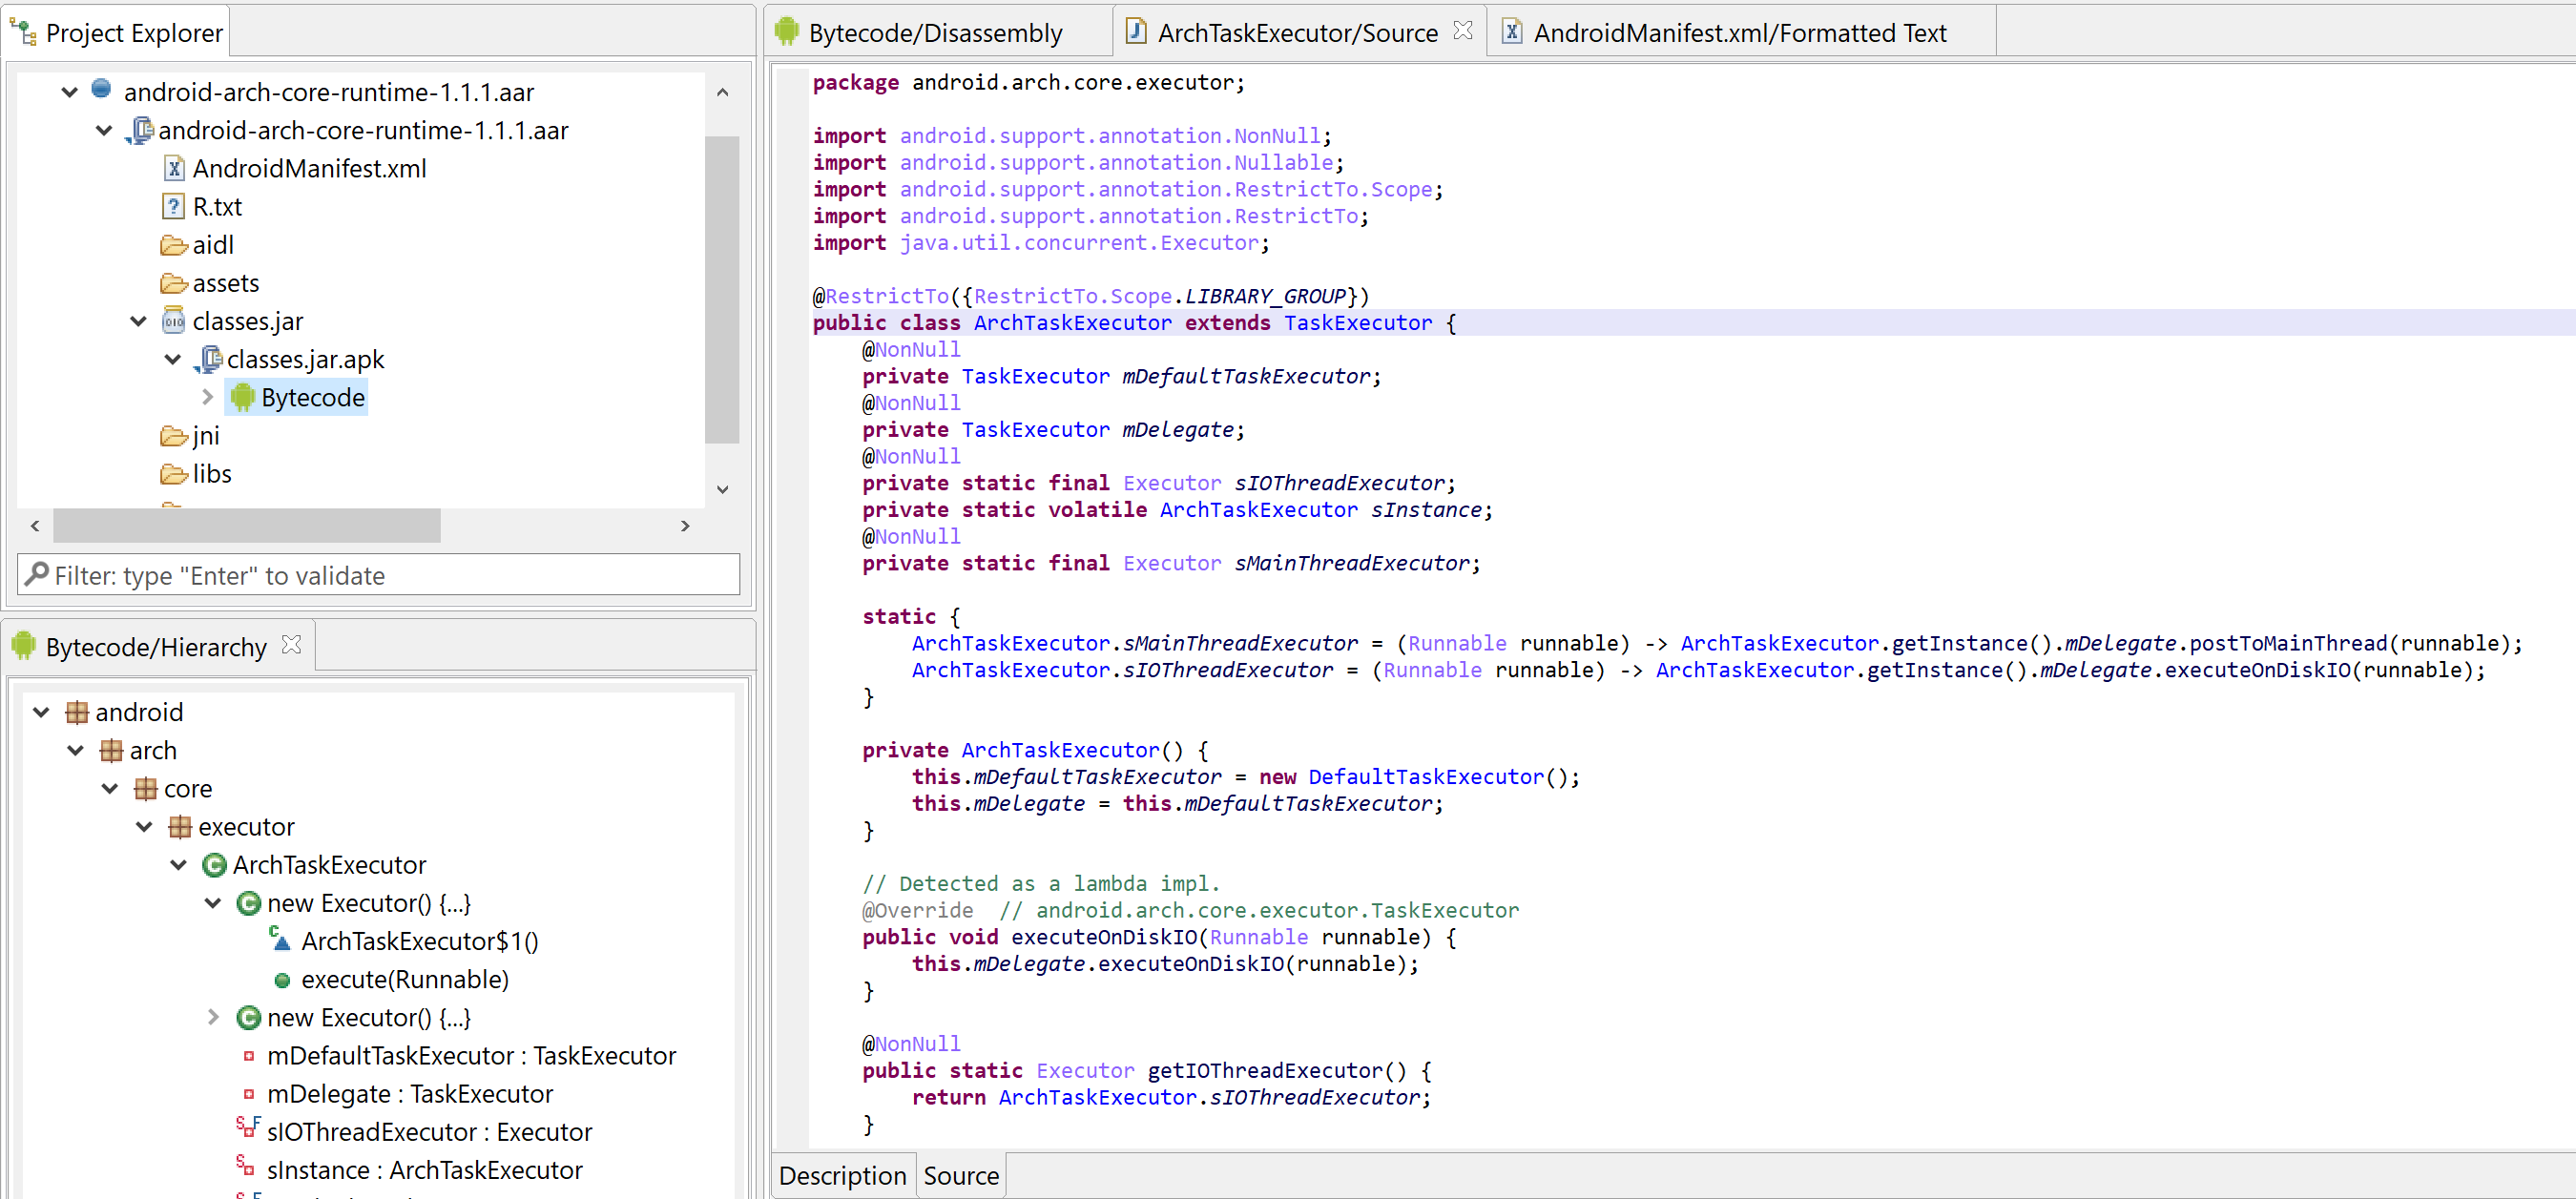 Project Explorer
android-arch-core-runtime-1.1.1.aar
android-arch-core-runtime-1.1.1.aar
AndroidManifest.xml
R.txt
aidl
assets
classes.jar
classes.jar.apk
Bytecode
jni
libs
Filter: type "Enter" to validate
Bytecode/Hierarchy
android
arch
core
executor
ArchTaskExecutor
new Executor() {...}
ArchTaskExecutor$1()
execute(Runnable)
new Executor() {...}
mDefaultTaskExecutor : TaskExecutor
mDelegate : TaskExecutor
sIOThreadExecutor : Executor
sInstance : ArchTaskExecutor
Bytecode/Disassembly
ArchTaskExecutor/Source
AndroidManifest.xml/Formatted Text
package android.arch.core.executor;
import android.support.annotation.NonNull;
import android.support.annotation.Nullable;
import android.support.annotation.RestrictTo.Scope;
import android.support.annotation.RestrictTo;
import java.util.concurrent.Executor;
@RestrictTo({RestrictTo.Scope.LIBRARY_GROUP})
public class ArchTaskExecutor extends TaskExecutor {
@NonNull
private TaskExecutor mDefaultTaskExecutor;
@NonNull
private TaskExecutor mDelegate;
@NonNull
private static final Executor sIOThreadExecutor;
private static volatile ArchTaskExecutor sInstance;
@NonNull
private static final Executor sMainThreadExecutor;
static {
ArchTaskExecutor.sMainThreadExecutor = (Runnable runnable) -> ArchTaskExecutor.getInstance().mDelegate.postToMainThread(runnable);
ArchTaskExecutor.sIOThreadExecutor = (Runnable runnable) -> ArchTaskExecutor.getInstance().mDelegate.executeOnDiskIO(runnable);
}
private ArchTaskExecutor() {
this.mDefaultTaskExecutor = new DefaultTaskExecutor();
this.mDelegate = this.mDefaultTaskExecutor;
}
// Detected as a lambda impl.
@Override  // android.arch.core.executor.TaskExecutor
public void executeOnDiskIO(Runnable runnable) {
this.mDelegate.executeOnDiskIO(runnable);
}
@NonNull
public static Executor getIOThreadExecutor() {
return ArchTaskExecutor.sIOThreadExecutor;
}
Description
Source